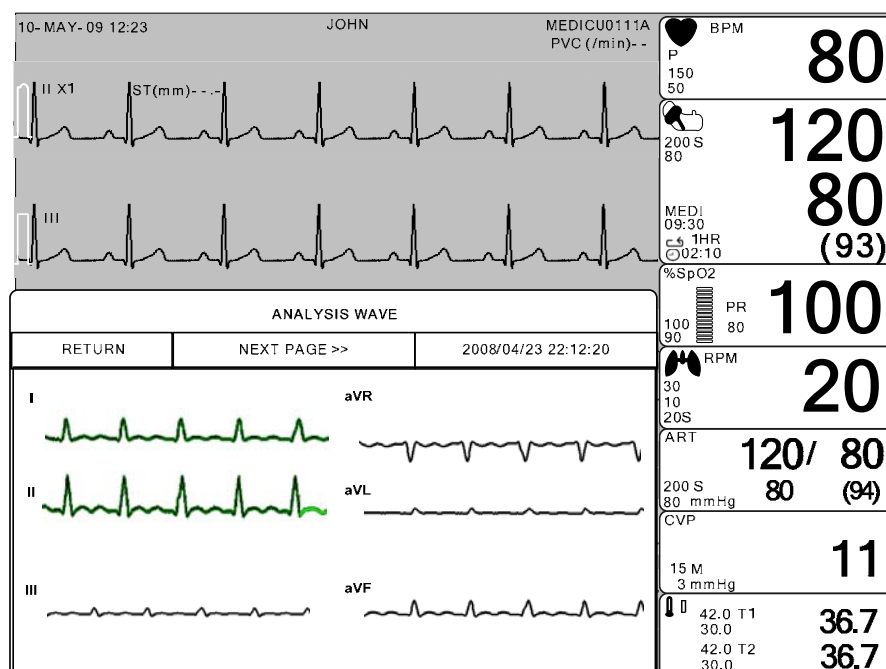 10- MAY- 09 12:23 JOHN MEDICU0111A
PVC (/min)- -
II X1 ST(mm)- - .-
III
ANALYSIS WAVE
RETURN NEXT PAGE >> 2008/04/23 22:12:20
I aVR
II aVL
III aVF
BPM
P
150
50
80
200 S
80
120
80
MEDI
09:30
1HR
02:10
(93)
%SpO2
100
90
PR
80
100
RPM
30
10
20S
20
ART
120/ 80
200 S
80 mmHg
80 (94)
CVP
15 M
3 mmHg
11
42.0 T1
30.0
36.7
42.0 T2
30.0
36.7